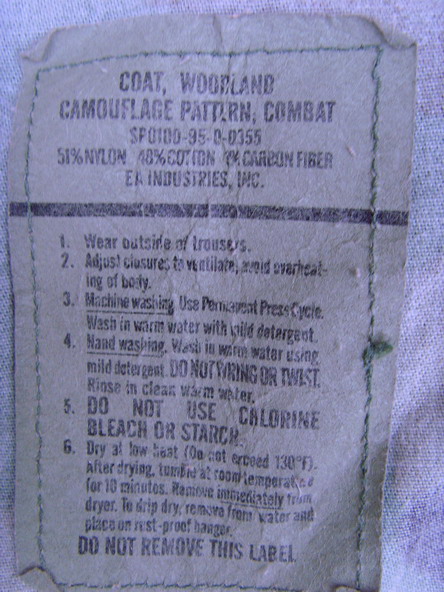 COAT, WOODLAND
CAMOUFLAGE PATTERN, COMBAT
SP0100-95-D-0355
51% NYLON 48% COTTON 1% CARBON FIBER
EA INDUSTRIES, INC.
1. Wear outside of trousers.
2. Adjust closures to ventilate, avoid overheat-
ing of body.
3. Machine washing. Use Permanent Press Cycle.
Wash in warm water with mild detergent.
4. Hand washing. Wash in warm water using
mild detergent. DO NOT WRING OR TWIST.
Rinse in clean warm water.
5. DO NOT USE CHLORINE
BLEACH OR STARCH.
6. Dry at low heat (Do not exceed 130°F).
After drying, tumble at room temperature
for 10 minutes. Remove immediately from
dryer. To drip dry, remove from water and
place on rust-proof hanger.
DO NOT REMOVE THIS LABEL